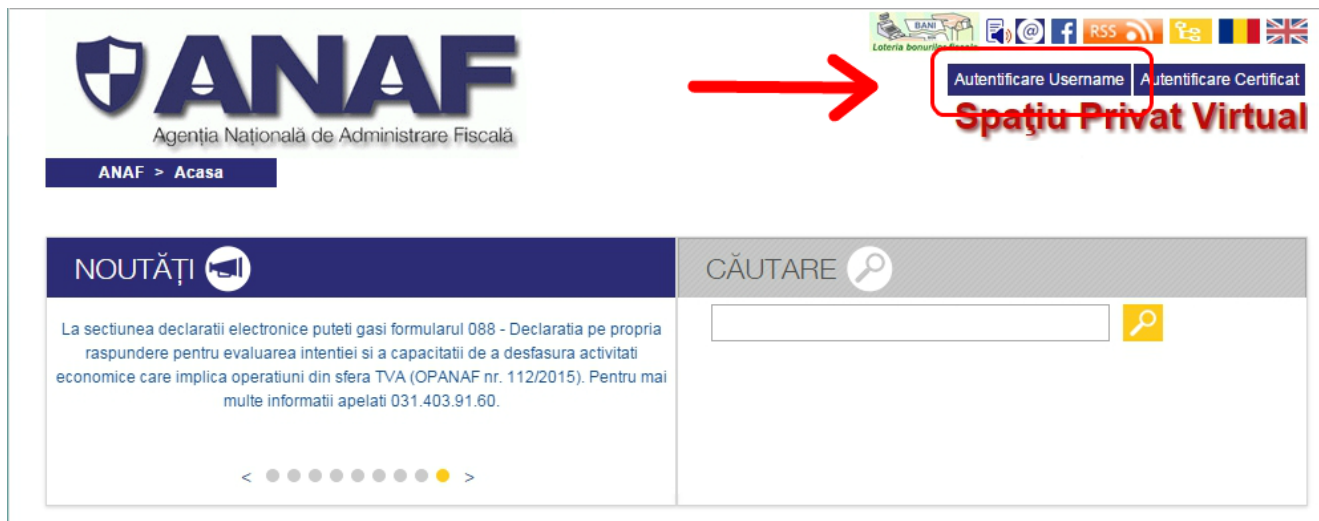 BANI
Loteria bonurilor fiscale
@
f
RSS
Autentificare Username
Autentificare Certificat
Spațiu Privat Virtual
ANAF
Agenția Națională de Administrare Fiscală
ANAF > Acasa
NOUTĂȚI
La sectiunea declaratii electronice puteti gasi formularul 088 - Declaratia pe propria
raspundere pentru evaluarea intentiei si a capacitatii de a desfasura activitati
economice care implica operatiuni din sfera TVA (OPANAF nr. 112/2015). Pentru mai
multe informatii apelati 031.403.91.60.
< >
CĂUTARE